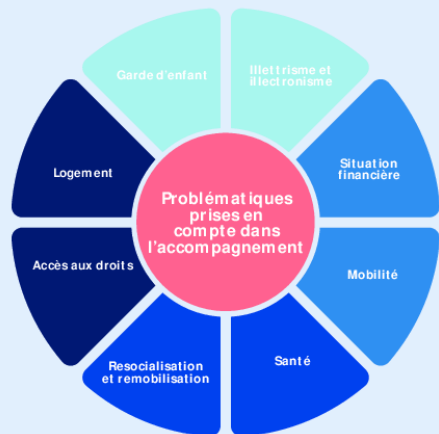 Garde d'enfant
Illettrisme et
illectronisme
Situation
financière
Mobilité
Santé
Resocialisation
et remobilisation
Accès aux droits
Logement
Problématiques
prises en
compte dans
l'accompagnement